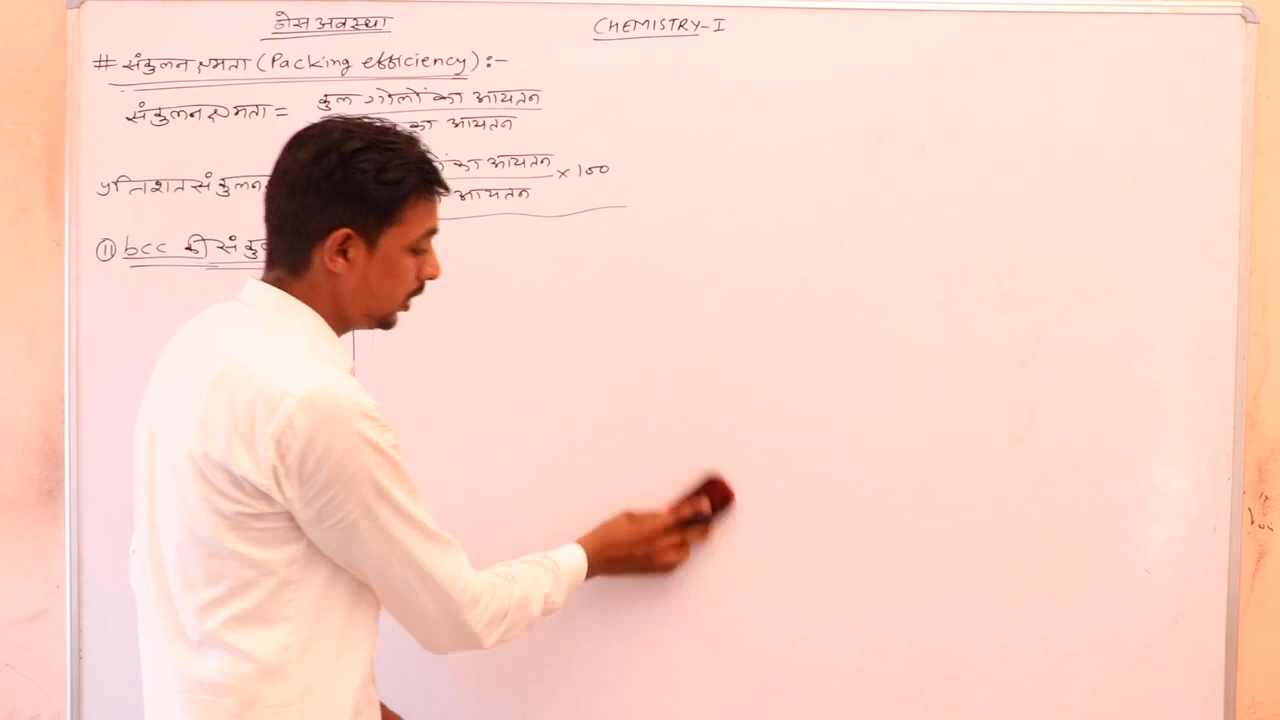 ठोस अवस्था
CHEMISTRY-I
# संकुलन क्षमता (Packing efficiency) :-
संकुलन क्षमता = कुल गोलों का आयतन
का आयतन
प्रतिशत संकुलन का आयतन × 100
आयतन
(II) bcc की